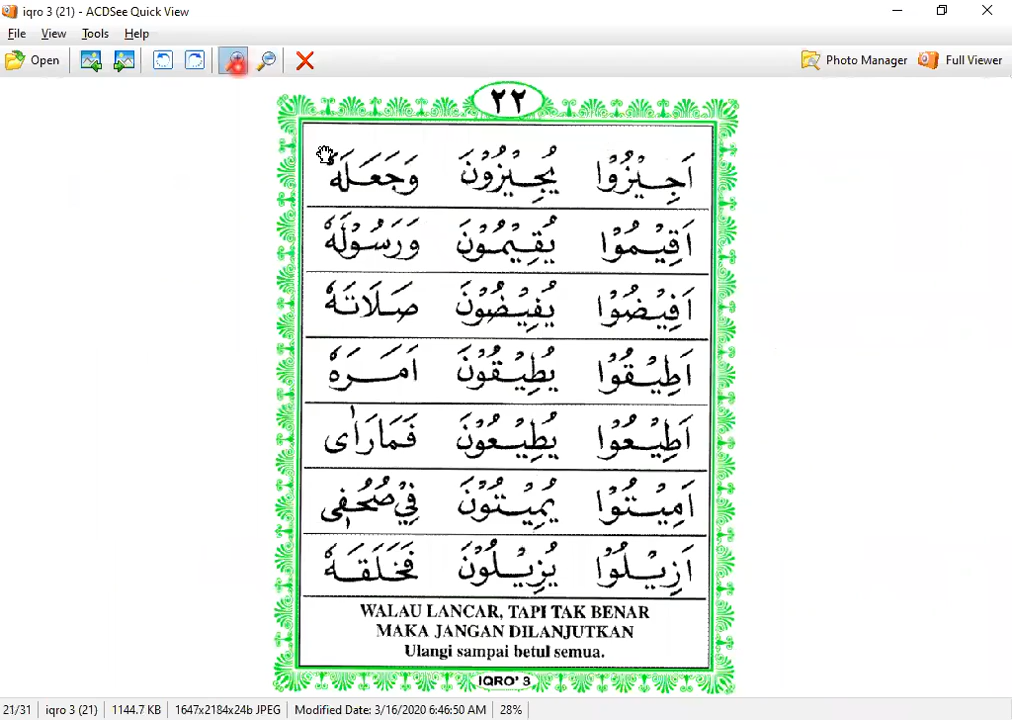 iqro 3 (21) - ACDSee Quick View
File View Tools Help
Open Photo Manager Full Viewer
٢٢
اَجِيْزُوْا يُجِيْزُوْنَ وَجَعَلَهٗ
اَقِيْمُوْا يُقِيْمُوْنَ وَرَسُوْلَهٗ
اَفِيْضُوْا يُفِيْضُوْنَ صَلَاتَهٗ
اَطِيْقُوْا يُطِيْقُوْنَ اَمَرَهٗ
اَطِيْعُوْا يُطِيْعُوْنَ فَمَارَاٰى
اَمِيْتُوْا يُمِيْتُوْنَ فِيْ صُحُفِٖى
اَزِيْلُوْا يُزِيْلُوْنَ فَخَلَقَهٗ
WALAU LANCAR, TAPI TAK BENAR
MAKA JANGAN DILANJUTKAN
Ulangi sampai betul semua.
IQRO' 3
21/31 iqro 3 (21) 1144.7 KB 1647x2184x24b JPEG Modified Date: 3/16/2020 6:46:50 AM 28%